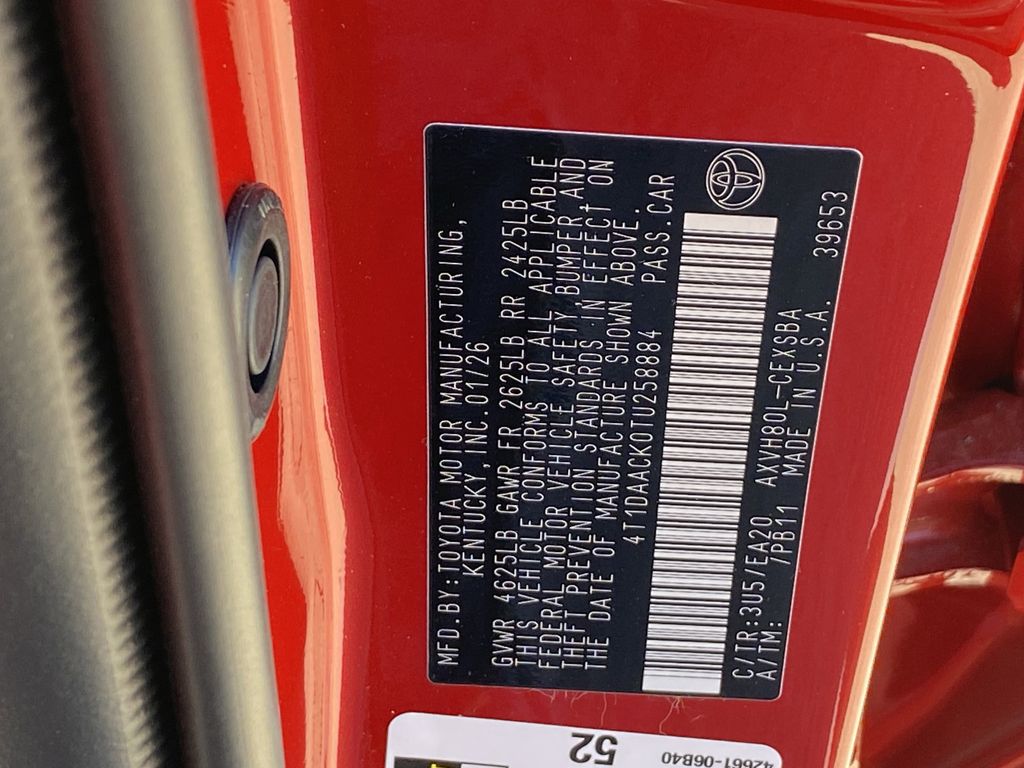 MFD.BY:TOYOTA MOTOR MANUFACTURING,
KENTUCKY, INC. 01/26
GVWR 4625LB GAWR FR 2625LB RR 2425LB
THIS VEHICLE CONFORMS TO ALL APPLICABLE
FEDERAL MOTOR VEHICLE SAFETY, BUMPER AND
THEFT PREVENTION STANDARDS IN EFFECT ON
THE DATE OF MANUFACTURE SHOWN ABOVE.
4T1DAACK0TU258884 PASS.CAR
C/TR:3U5/EA20 AXVH80L-CEXSBA
A/TM: /PB11 MADE IN U.S.A. 39653
52
42661-06B40